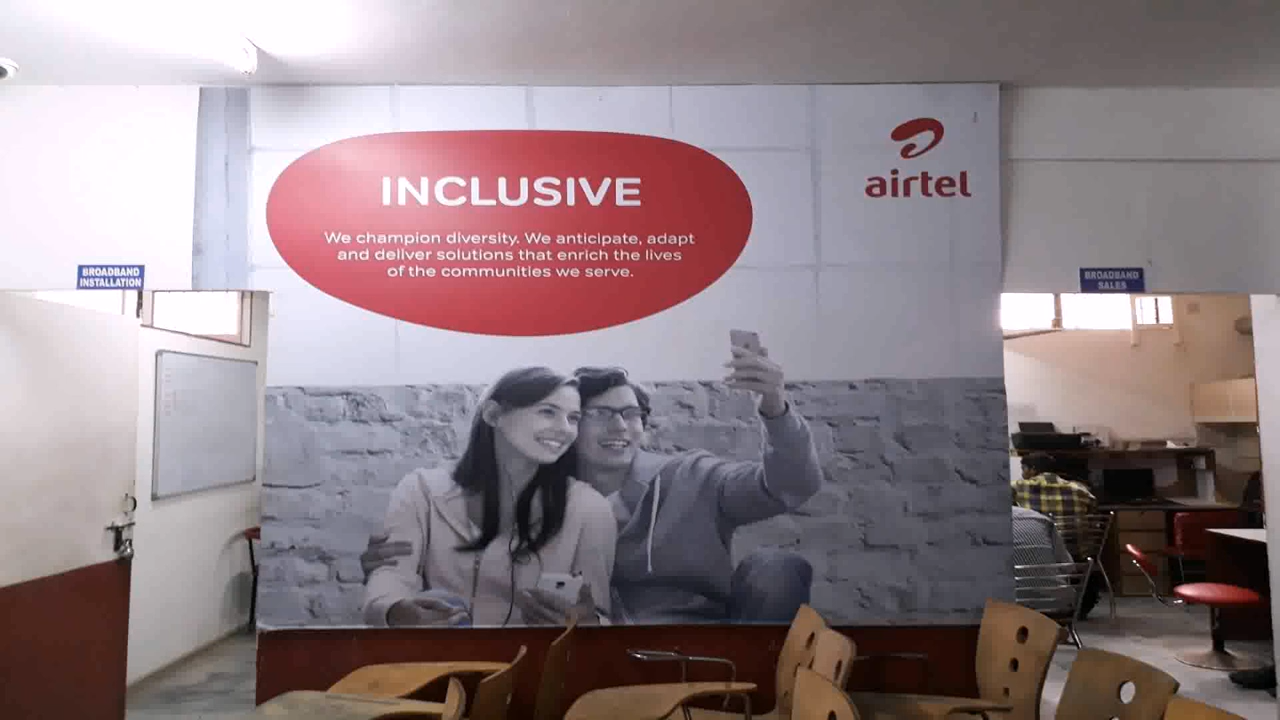 INCLUSIVE
We champion diversity. We anticipate, adapt
and deliver solutions that enrich the lives
of the communities we serve.
airtel
BROADBAND
INSTALLATION
BROADBAND
SALES